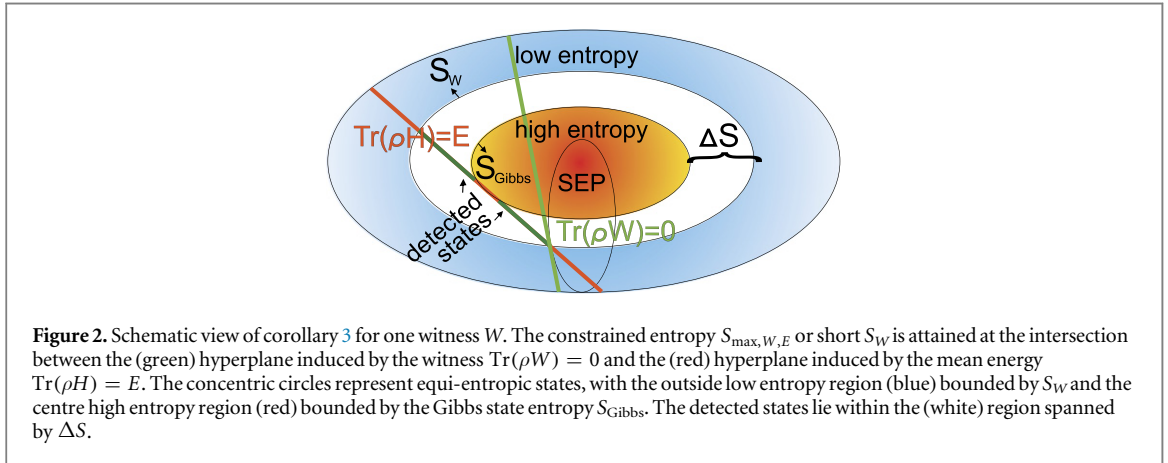 low entropy
S_W
Tr(ρH)=E
high entropy
ΔS
S_Gibbs
SEP
detected
states
Tr(ρW)=0
Figure 2. Schematic view of corollary 3 for one witness W. The constrained entropy S_max,W,E or short S_W is attained at the intersection
between the (green) hyperplane induced by the witness Tr(ρW) = 0 and the (red) hyperplane induced by the mean energy
Tr(ρH) = E. The concentric circles represent equi-entropic states, with the outside low entropy region (blue) bounded by S_W and the
centre high entropy region (red) bounded by the Gibbs state entropy S_Gibbs. The detected states lie within the (white) region spanned
by ΔS.